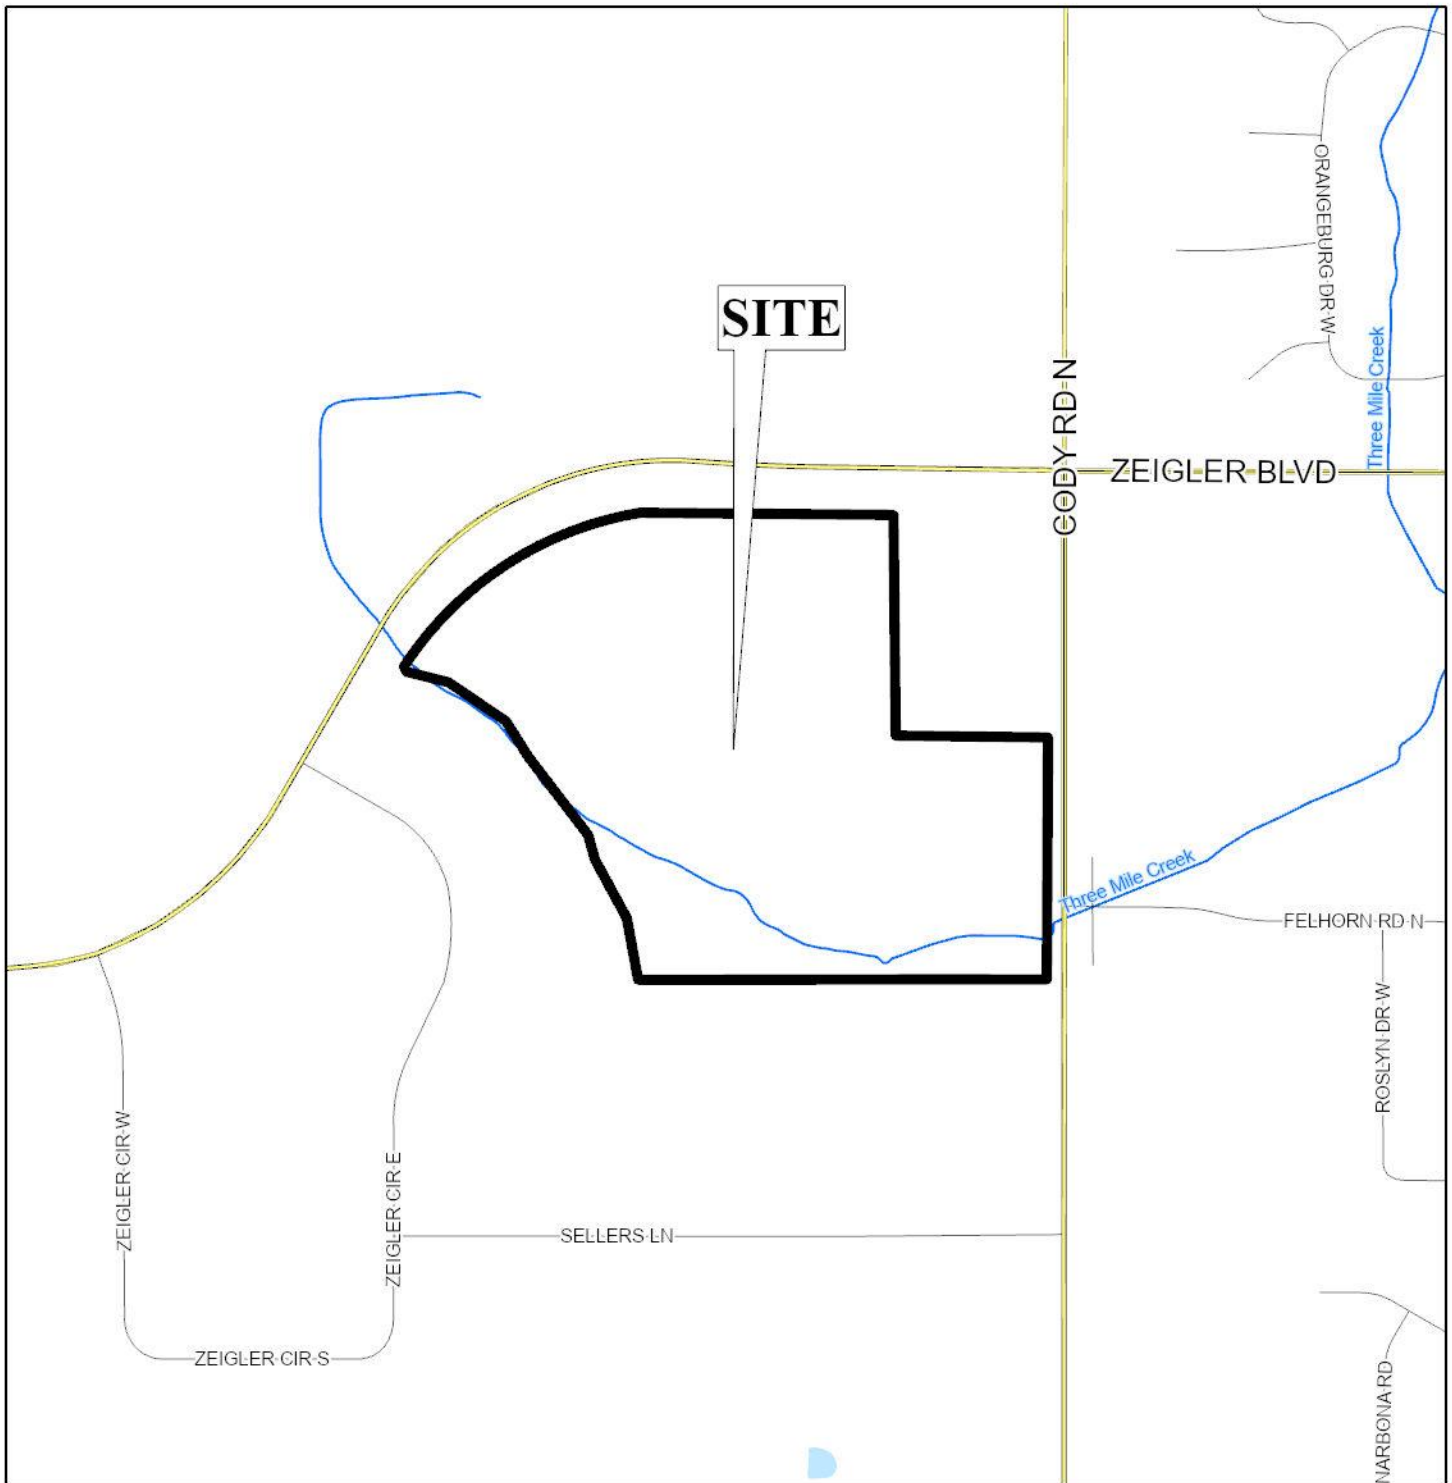 ORANGEBURG DR W
SITE
Three Mile Creek
CODY RD N
ZEIGLER BLVD
Three Mile Creek
FELHORN RD N
ROSLYN DR W
ZEIGLER CIR W
ZEIGLER CIR E
SELLERS LN
ZEIGLER CIR S
NARBONA RD